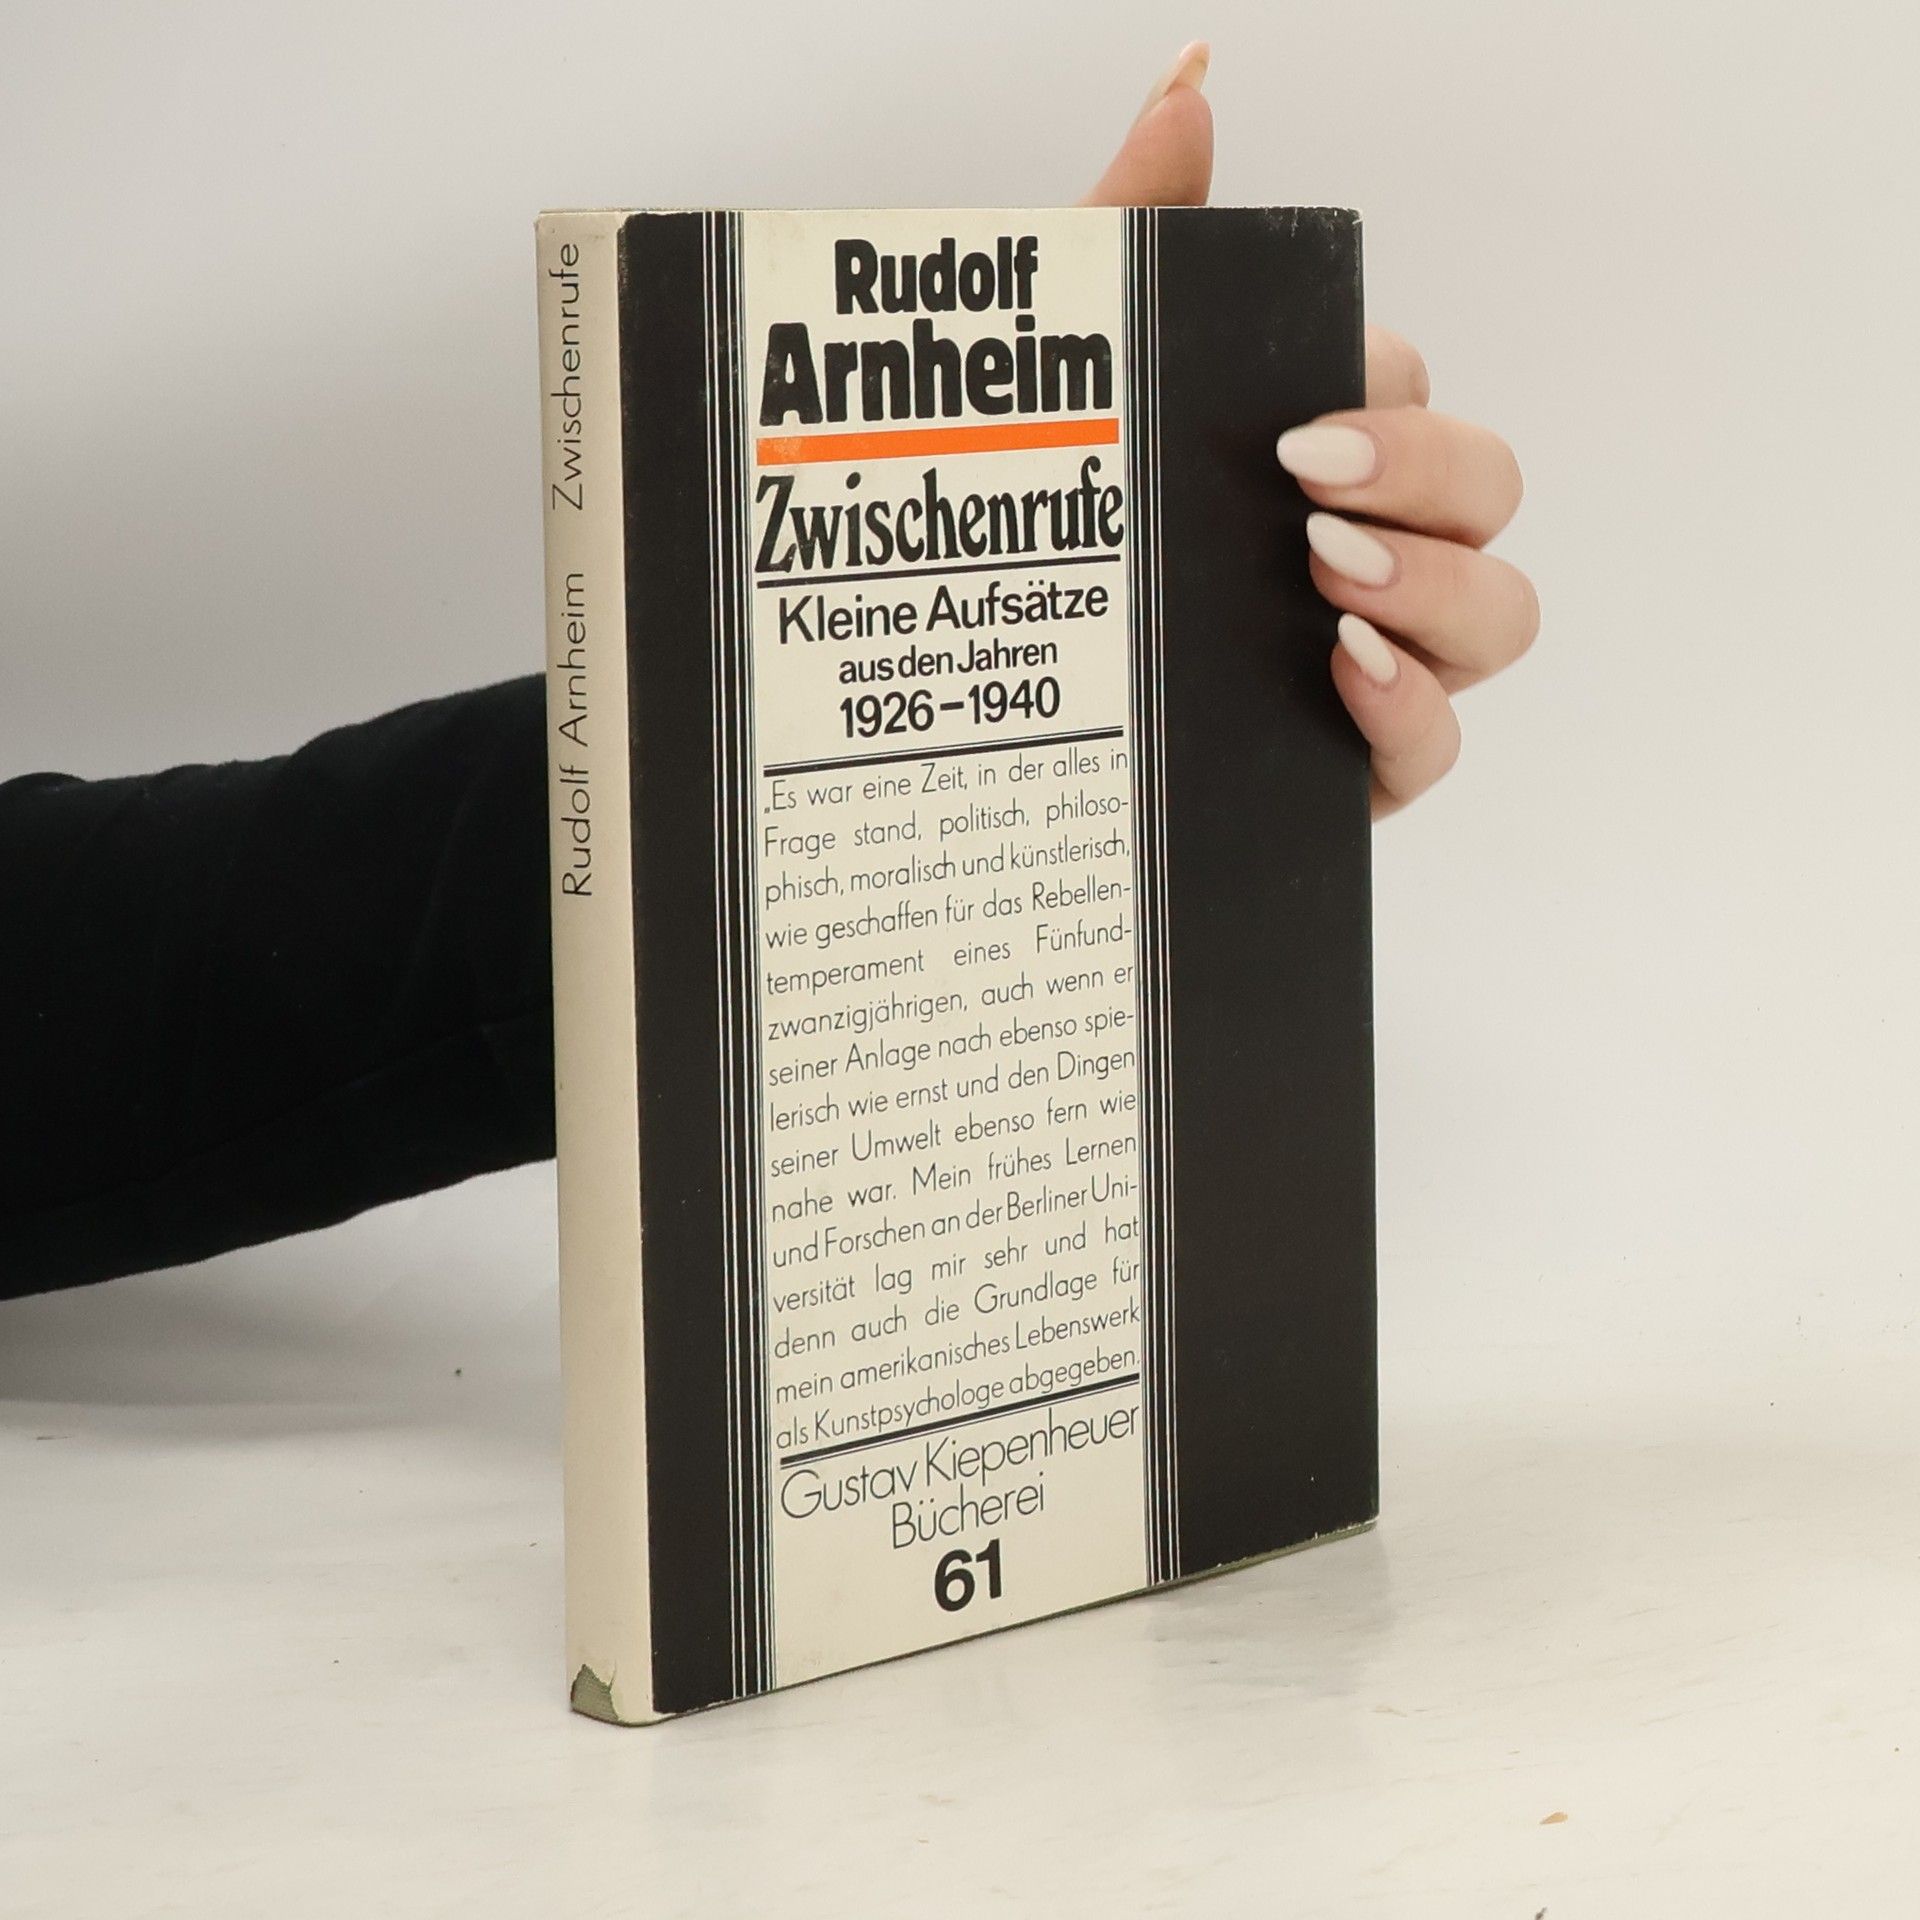 Rudolf Arnheim Zwischenrufe
Rudolf
Arnheim
Zwischenrufe
Kleine Aufsätze
aus den Jahren
1926–1940
„Es war eine Zeit, in der alles in
Frage stand, politisch, philoso-
phisch, moralisch und künstlerisch,
wie geschaffen für das Rebellen-
temperament eines Fünfund-
zwanzigjährigen, auch wenn er
seiner Anlage nach ebenso spie-
lerisch wie ernst und den Dingen
seiner Umwelt ebenso fern wie
nahe war. Mein frühes Lernen
und Forschen an der Berliner Uni-
versität lag mir sehr und hat
denn auch die Grundlage für
mein amerikanisches Lebenswerk
als Kunstpsychologe abgegeben.
Gustav Kiepenheuer
Bücherei
61